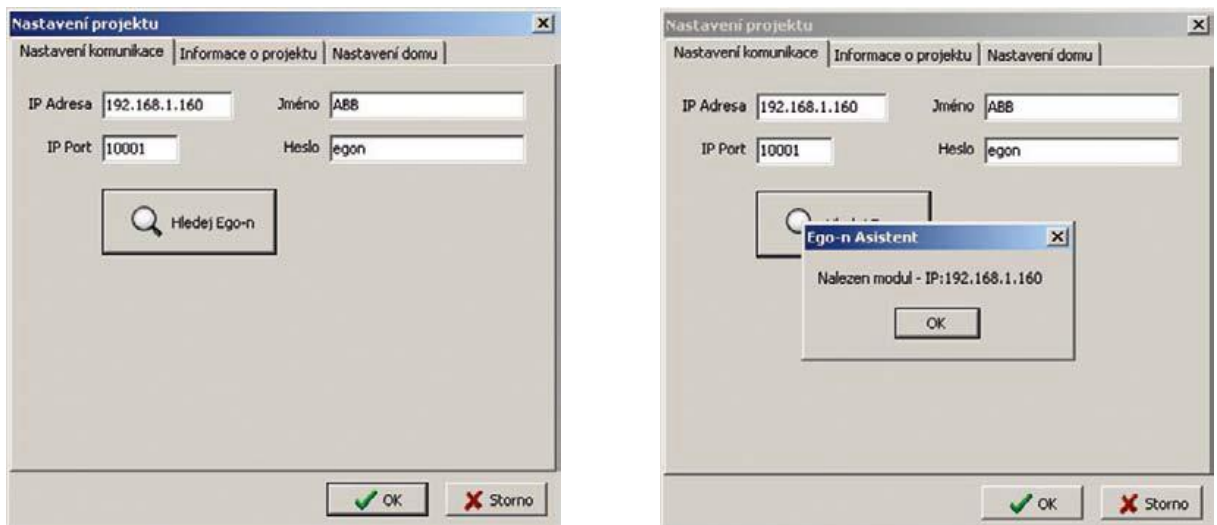 Nastavení projektu
Nastavení komunikace Informace o projektu Nastavení domu
IP Adresa 192.168.1.160 Jméno ABB
IP Port 10001 Heslo egon
Hledej Ego-n
OK Storno
Nastavení projektu
Nastavení komunikace Informace o projektu Nastavení domu
IP Adresa 192.168.1.160 Jméno ABB
IP Port 10001 Heslo egon
Ego-n Asistent
Nalezen modul - IP:192.168.1.160
OK
OK Storno